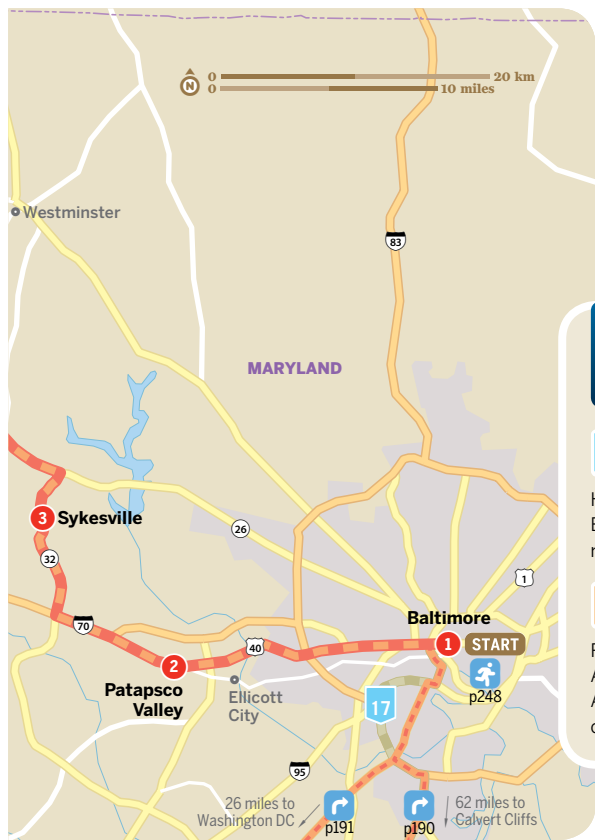 N
0
20 km
0
10 miles
Westminster
83
MARYLAND
3 Sykesville
26
32
1
70
Baltimore
1 START
40
2
Patapsco
Valley
Ellicott
City
17
p248
95
26 miles to
Washington DC
p191
p190
62 miles to
Calvert Cliffs